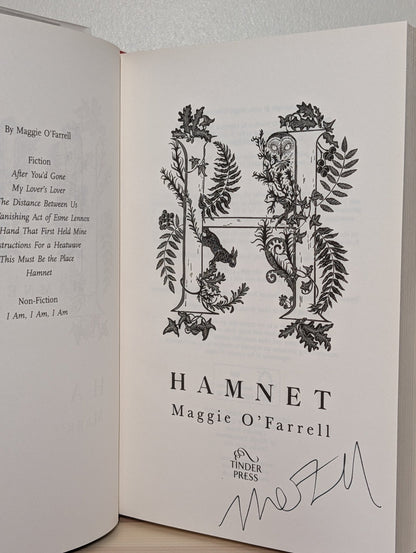 By Maggie O'Farrell
Fiction
After You'd Gone
My Lover's Lover
The Distance Between Us
anishing Act of Esme Lennox
Hand That First Held Mine
structions For a Heatwave
This Must Be the Place
Hamnet
Non-Fiction
I Am, I Am, I Am
H
HAMNET
Maggie O'Farrell
TINDER
PRESS